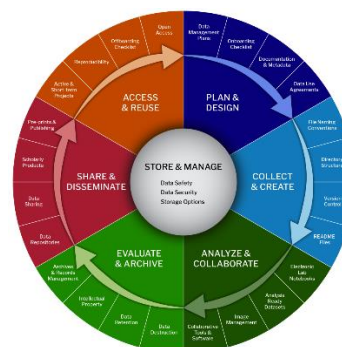 Data
Management
Plans
Onboarding
Checklist
Documentation
& Metadata
Data Use
Agreements
PLAN &
DESIGN
File Naming
Conventions
Directory
Structure
Version
Control
README
Files
COLLECT
& CREATE
Electronic
Lab
Notebooks
Analysis
Ready
Datasets
Image
Management
Collaborative
Tools &
Software
ANALYZE &
COLLABORATE
Data
Destruction
Data
Retention
Intellectual
Property
Archives
& Records
Management
EVALUATE
& ARCHIVE
Data
Repositories
Data
Sharing
Scholarly
Products
Pre-prints &
Publishing
SHARE &
DISSEMINATE
Active &
Short-term
Projects
Reproducibility
Offboarding
Checklist
Open
Access
ACCESS
& REUSE
STORE & MANAGE
Data Safety
Data Security
Storage Options